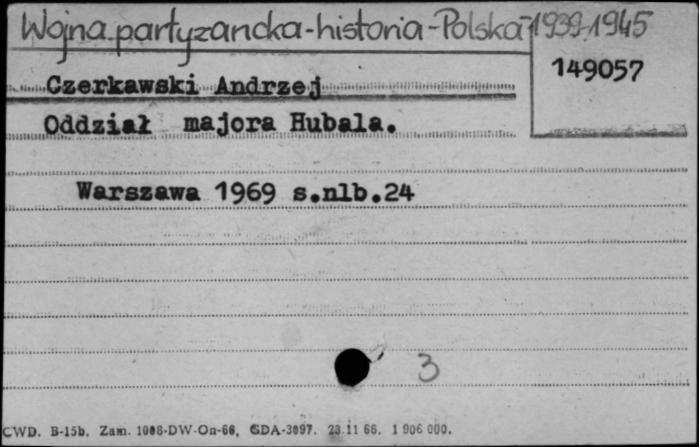 Wojna partyzancka-historia-Polska-1939-1945
149057
Czerkawski Andrzej
Oddział majora Hubala.
Warszawa 1969 s.nlb.24
3
CWD. B-15b. Zam. 1008-DW-On-66, GDA-3097. 23.11 66. 1 906 000.